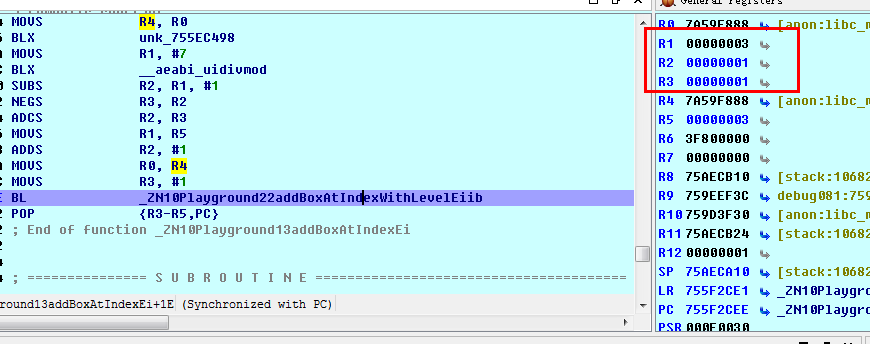 General registers
MOVS R4, R0
BLX unk_755EC498
MOVS R1, #7
BLX __aeabi_uidivmod
SUBS R2, R1, #1
NEGS R3, R2
ADCS R2, R3
MOVS R1, R5
ADDS R2, #1
MOVS R0, R4
MOVS R3, #1
BL _ZN10Playground22addBoxAtIndexWithLevelEiib
POP {R3-R5,PC}
; End of function _ZN10Playground13addBoxAtIndexEi
; =============== S U B R O U T I N E =======================================
round13addBoxAtIndexEi+1E (Synchronized with PC)
R0 7A59F888 [anon:libc_m
R1 00000003
R2 00000001
R3 00000001
R4 7A59F888 [anon:libc_m
R5 00000003
R6 3F800000
R7 00000000
R8 75AECB10 [stack:10682
R9 759EEF3C debug081:759
R10 759D3F30 [anon:libc_m
R11 75AECB24 [stack:10682
R12 00000001
SP 75AECA10 [stack:10682
LR 755F2CE1 _ZN10Playgro
PC 755F2CEE _ZN10Playgro
PSR 000F0030